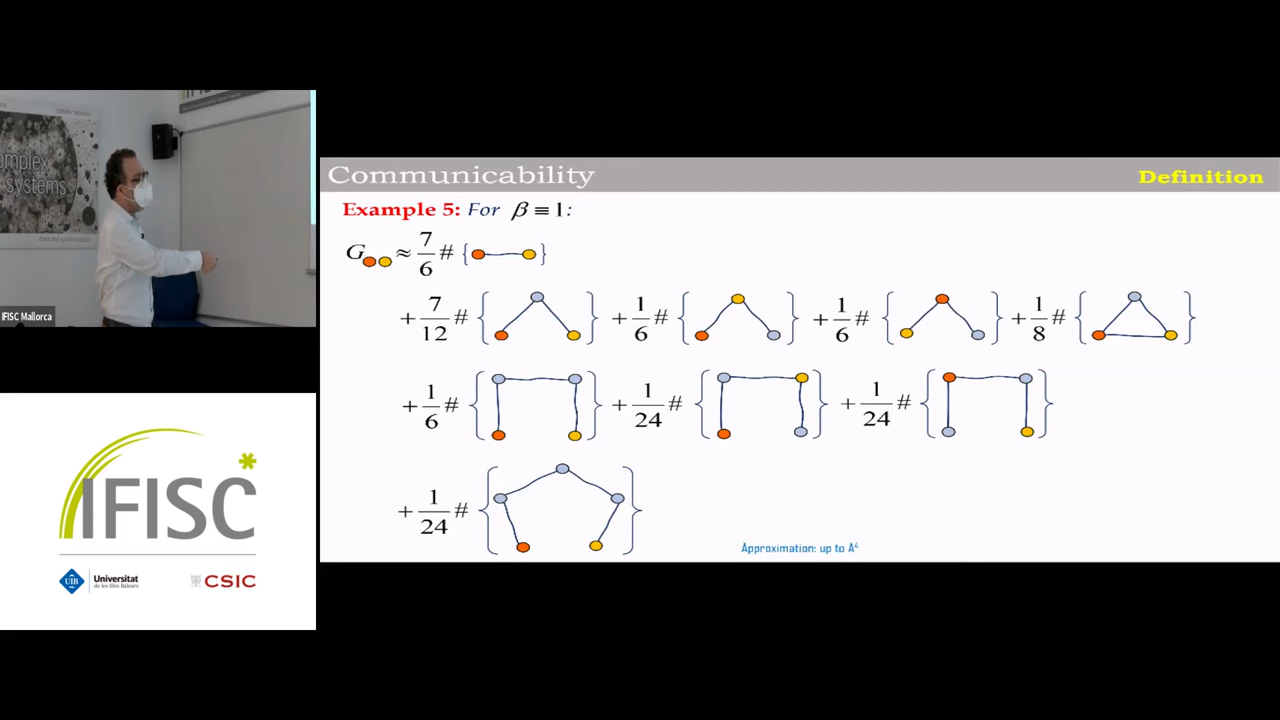 omplex
systems
IFISC Mallorca
IFISC
Universitat
de les Illes Balears
UIB
CSIC
Communicability
Definition
Example 5: For β ≡ 1:
G ≈ 7/6 # { }
+ 7/12 # { } + 1/6 # { } + 1/6 # { } + 1/8 # { }
+ 1/6 # { } + 1/24 # { } + 1/24 # { }
+ 1/24 # { }
Approximation: up to A⁴